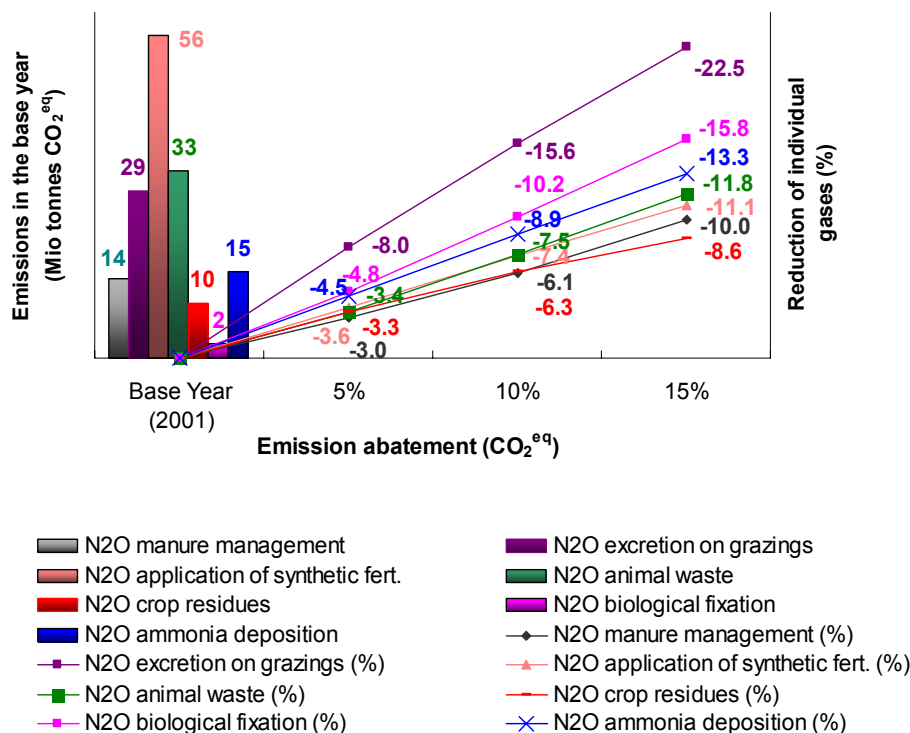 Emissions in the base year
(Mio tonnes CO₂ᵉq)
56
33
29
14
10
2
15
-22.5
-15.8
-13.3
-11.8
-11.1
-10.0
-8.6
-15.6
-10.2
-8.9
-7.5
-7.4
-6.1
-6.3
-8.0
-4.8
-4.5
-3.4
-3.3
-3.6
-3.0
Reduction of individual
gases (%)
Base Year
(2001)
5%
10%
15%
Emission abatement (CO₂ᵉq)
N2O manure management
N2O excretion on grazings
N2O application of synthetic fert.
N2O animal waste
N2O crop residues
N2O biological fixation
N2O ammonia deposition
N2O manure management (%)
N2O excretion on grazings (%)
N2O application of synthetic fert. (%)
N2O animal waste (%)
N2O crop residues (%)
N2O biological fixation (%)
N2O ammonia deposition (%)